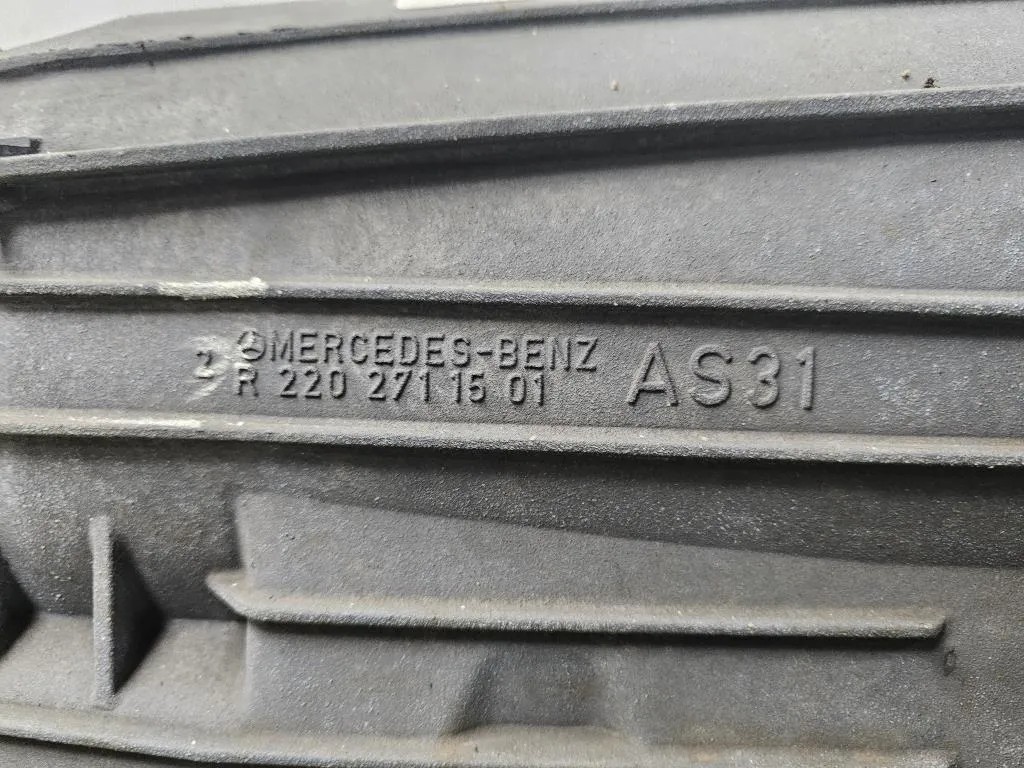 MERCEDES-BENZ
R 220 271 15 01
AS31
Z